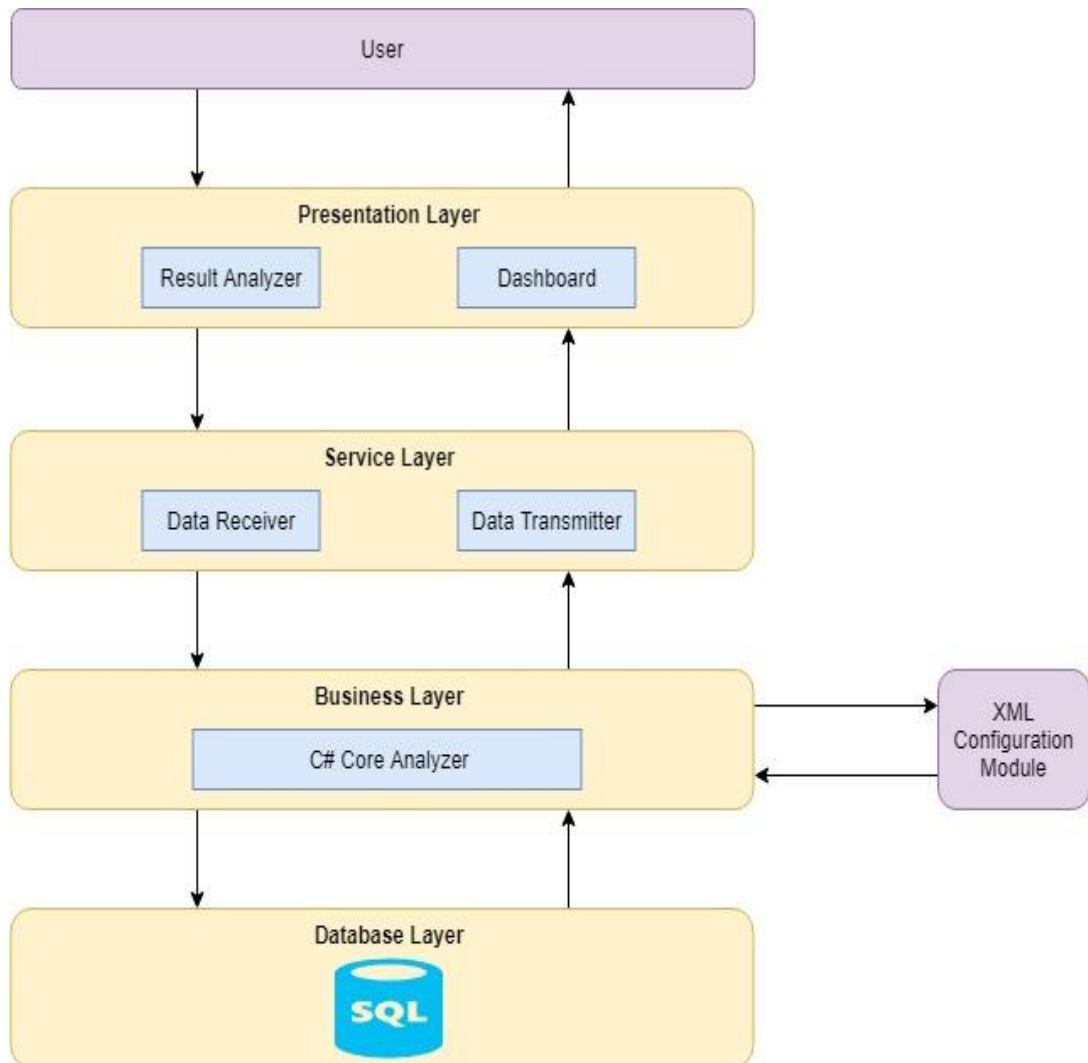 User
Presentation Layer
Result Analyzer
Dashboard
Service Layer
Data Receiver
Data Transmitter
Business Layer
C# Core Analyzer
XML
Configuration
Module
Database Layer
SQL